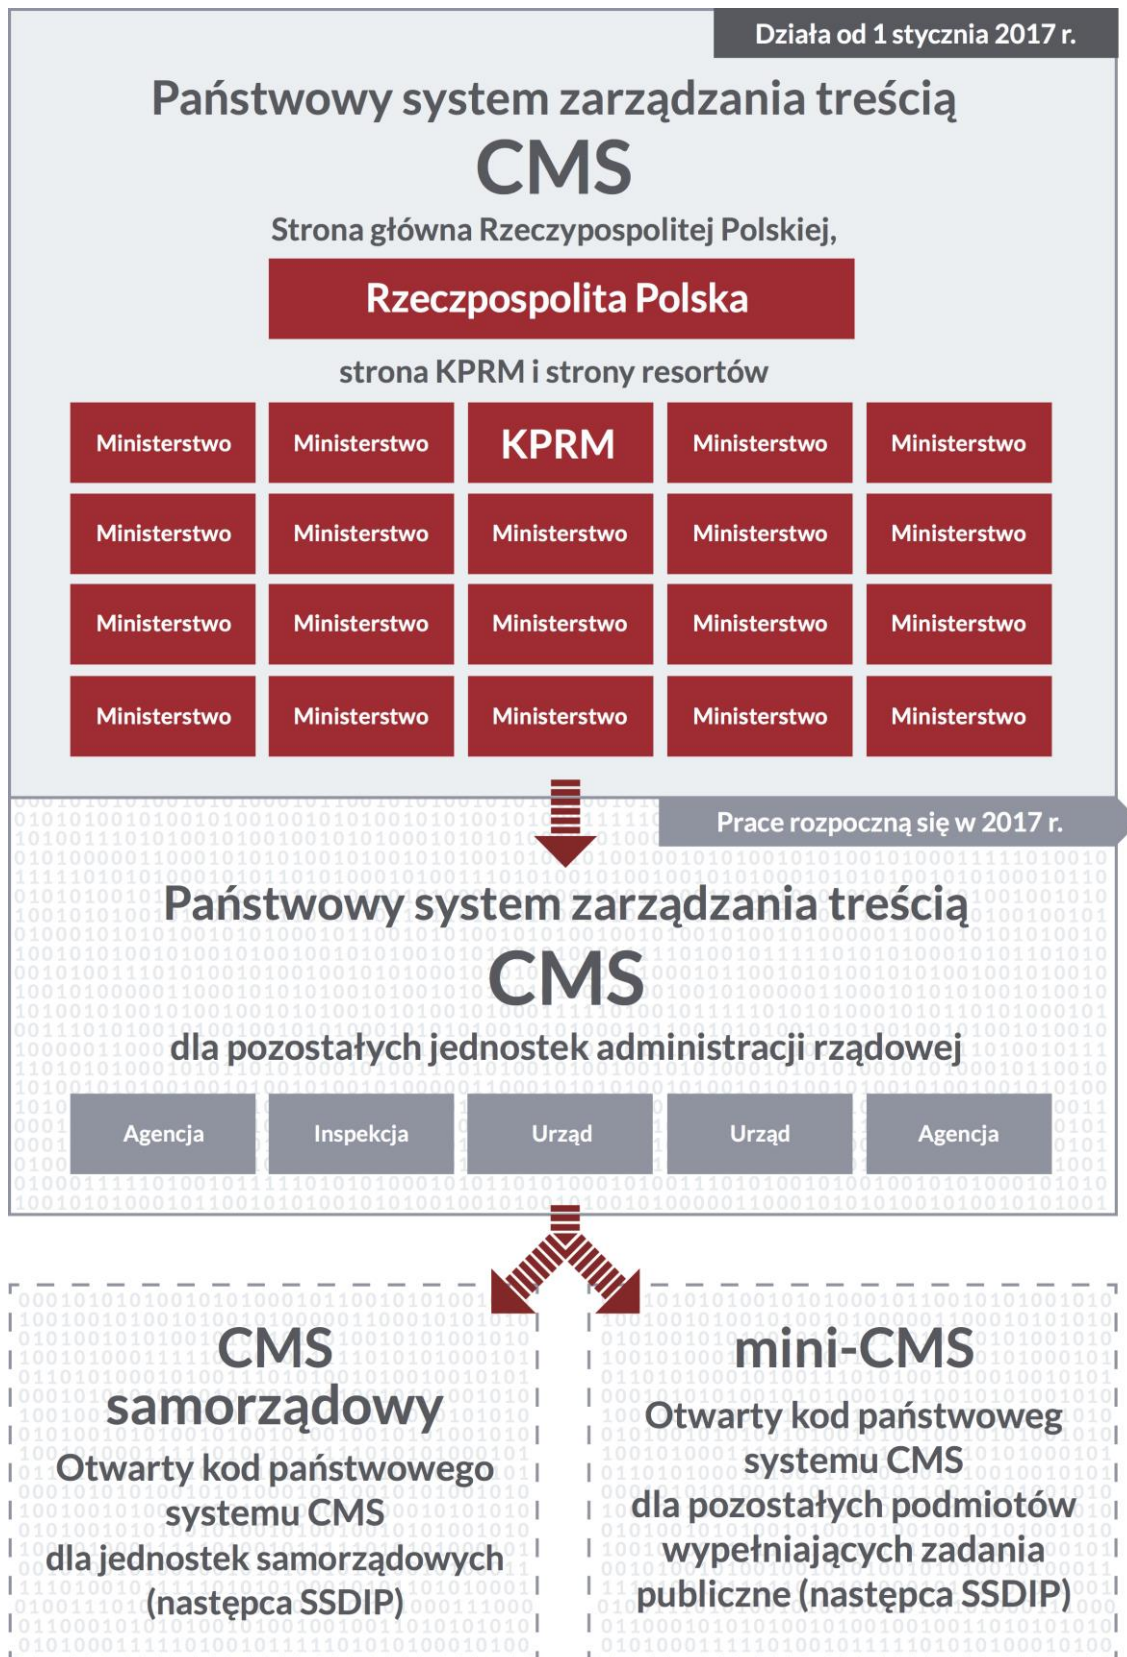 Działa od 1 stycznia 2017 r.
Państwowy system zarządzania treścią
CMS
Strona główna Rzeczypospolitej Polskiej,
Rzeczpospolita Polska
strona KPRM i strony resortów
Ministerstwo Ministerstwo KPRM Ministerstwo Ministerstwo
Ministerstwo Ministerstwo Ministerstwo Ministerstwo Ministerstwo
Ministerstwo Ministerstwo Ministerstwo Ministerstwo Ministerstwo
Ministerstwo Ministerstwo Ministerstwo Ministerstwo Ministerstwo
Prace rozpoczną się w 2017 r.
Państwowy system zarządzania treścią
CMS
dla pozostałych jednostek administracji rządowej
Agencja Inspekcja Urząd Urząd Agencja
CMS
samorządowy
Otwarty kod państwowego
systemu CMS
dla jednostek samorządowych
(następca SSDIP)
mini-CMS
Otwarty kod państwoweg
systemu CMS
dla pozostałych podmiotów
wypełniających zadania
publiczne (następca SSDIP)